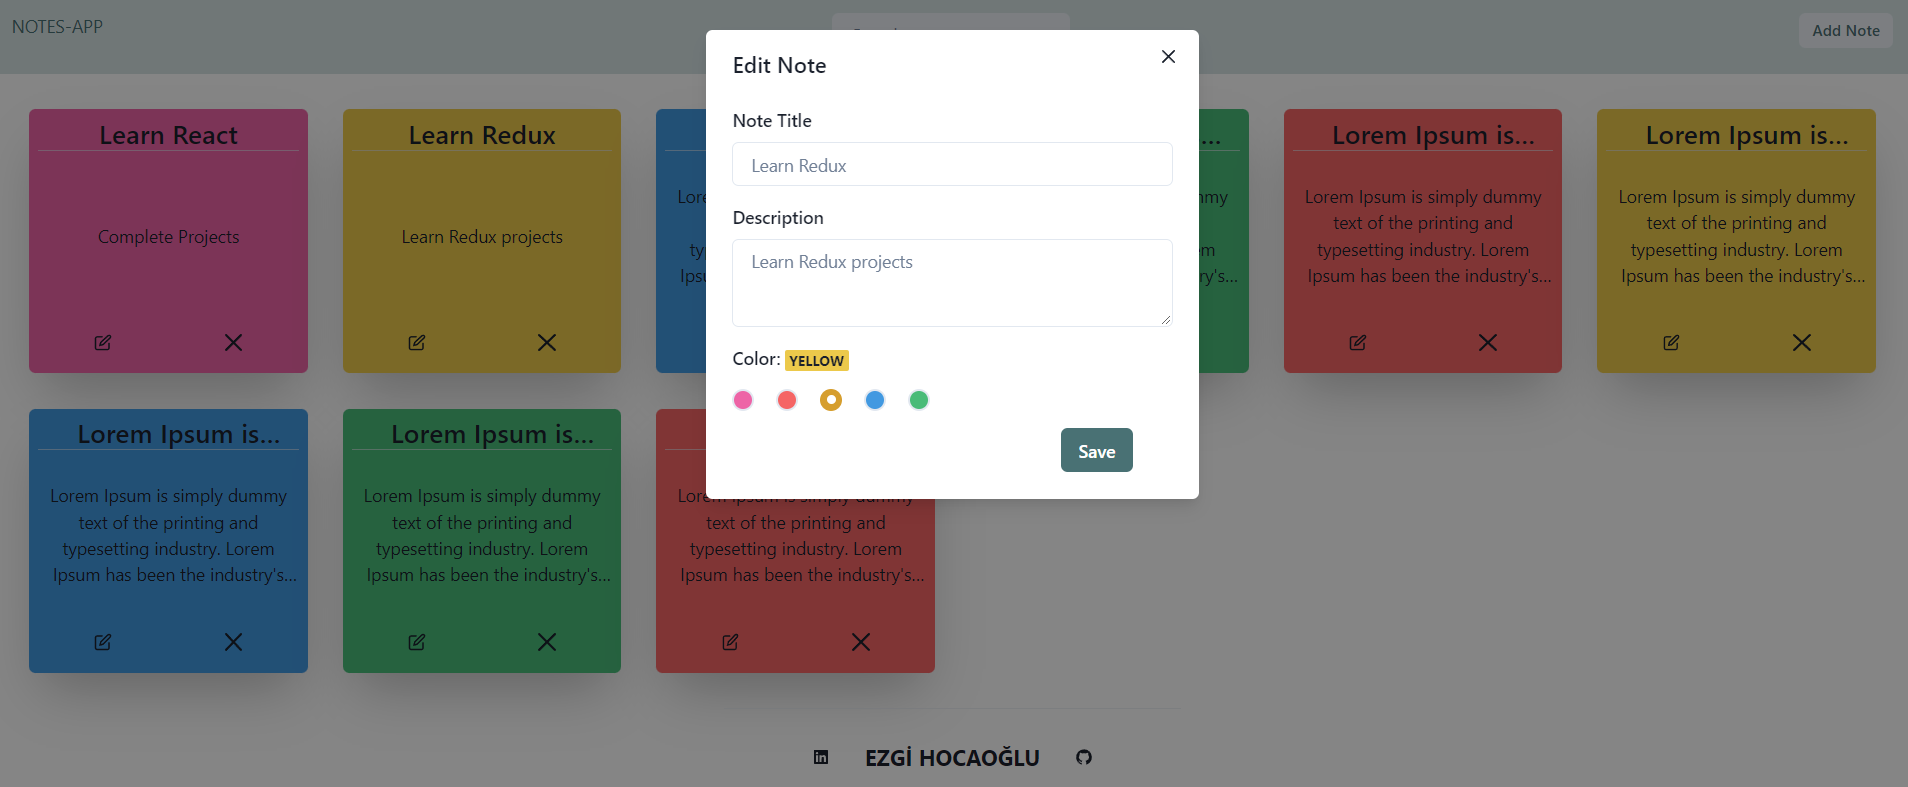 NOTES-APP
Add Note
Edit Note
Note Title
Learn Redux
Description
Learn Redux projects
Color: YELLOW
Save
Learn React
Complete Projects
Learn Redux
Learn Redux projects
...
Lorem Ipsum is...
Lorem Ipsum is simply dummy
text of the printing and
typesetting industry. Lorem
Ipsum has been the industry's...
Lorem Ipsum is...
Lorem Ipsum is simply dummy
text of the printing and
typesetting industry. Lorem
Ipsum has been the industry's...
Lorem Ipsum is...
Lorem Ipsum is simply dummy
text of the printing and
typesetting industry. Lorem
Ipsum has been the industry's...
Lorem Ipsum is...
Lorem Ipsum is simply dummy
text of the printing and
typesetting industry. Lorem
Ipsum has been the industry's...
Lorem Ipsum is simply dummy
text of the printing and
typesetting industry. Lorem
Ipsum has been the industry's...
EZGİ HOCAOĞLU